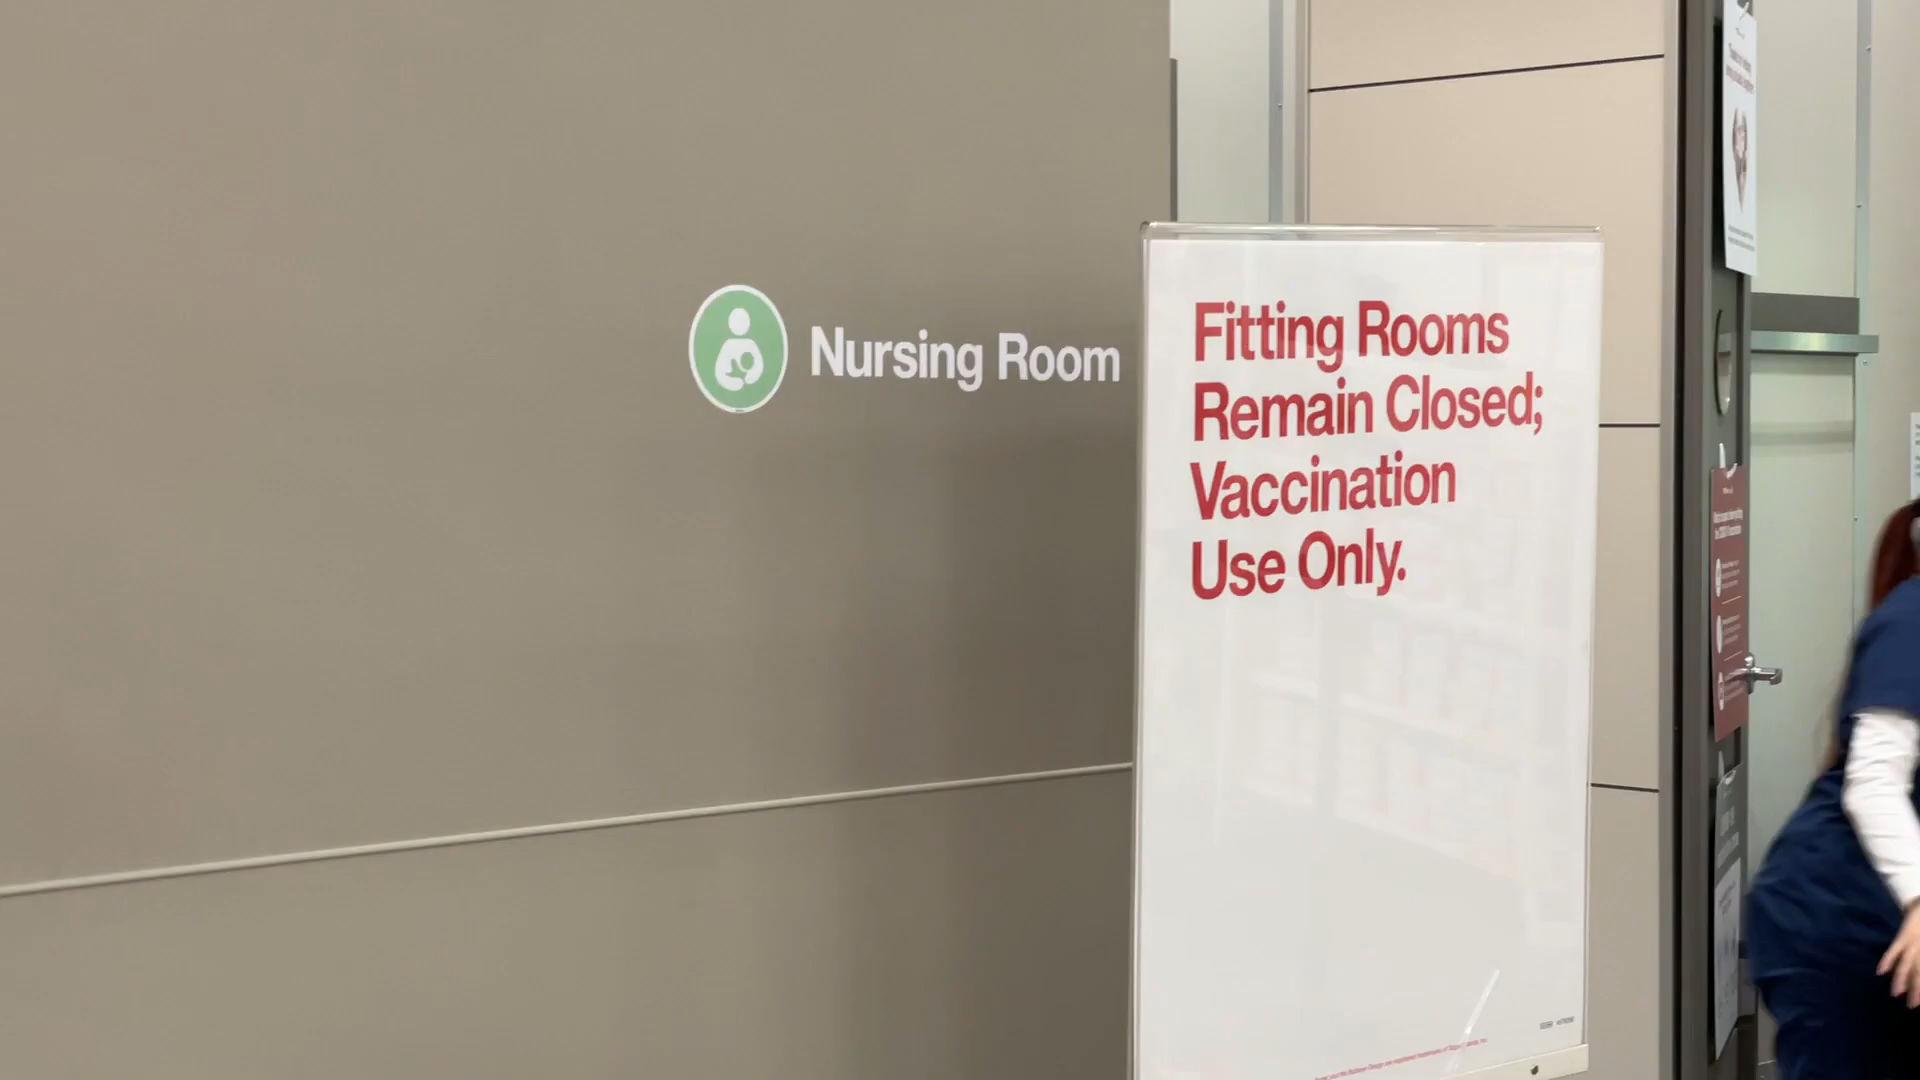 Nursing Room
Fitting Rooms
Remain Closed;
Vaccination
Use Only.